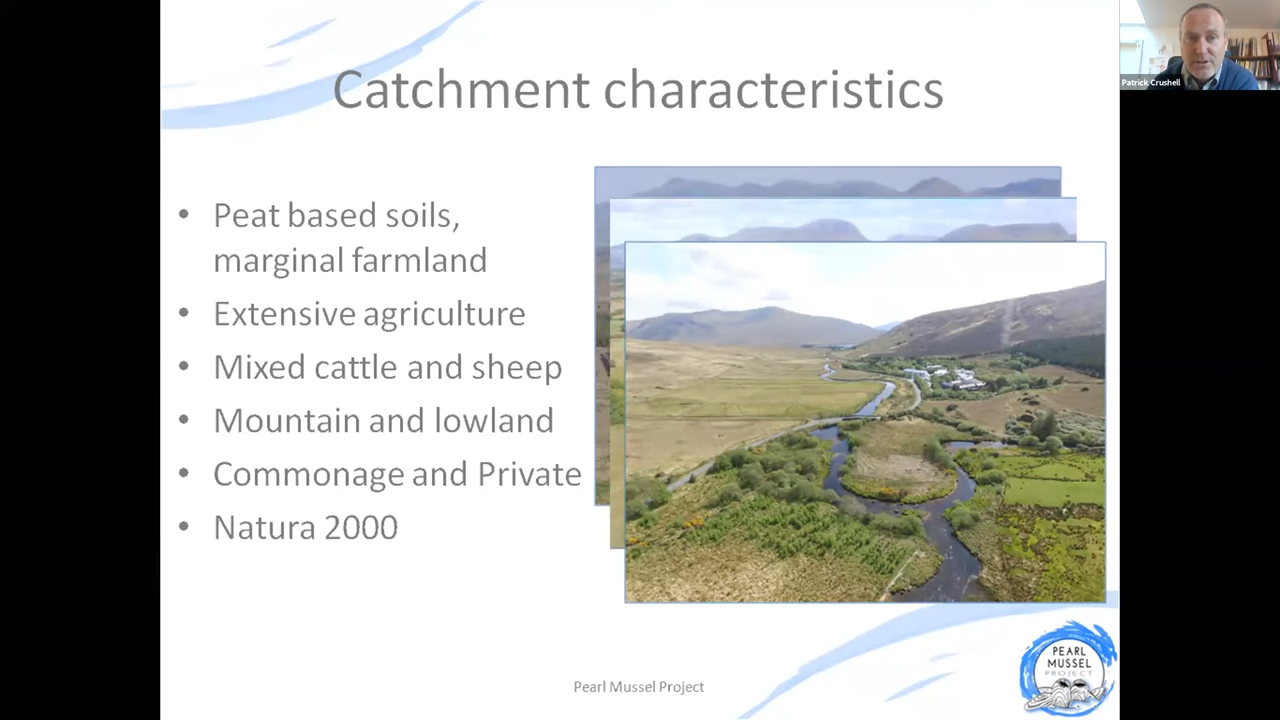 Catchment characteristics
Patrick Crushell
• Peat based soils,
marginal farmland
• Extensive agriculture
• Mixed cattle and sheep
• Mountain and lowland
• Commonage and Private
• Natura 2000
Pearl Mussel Project
PEARL
MUSSEL
PROJECT